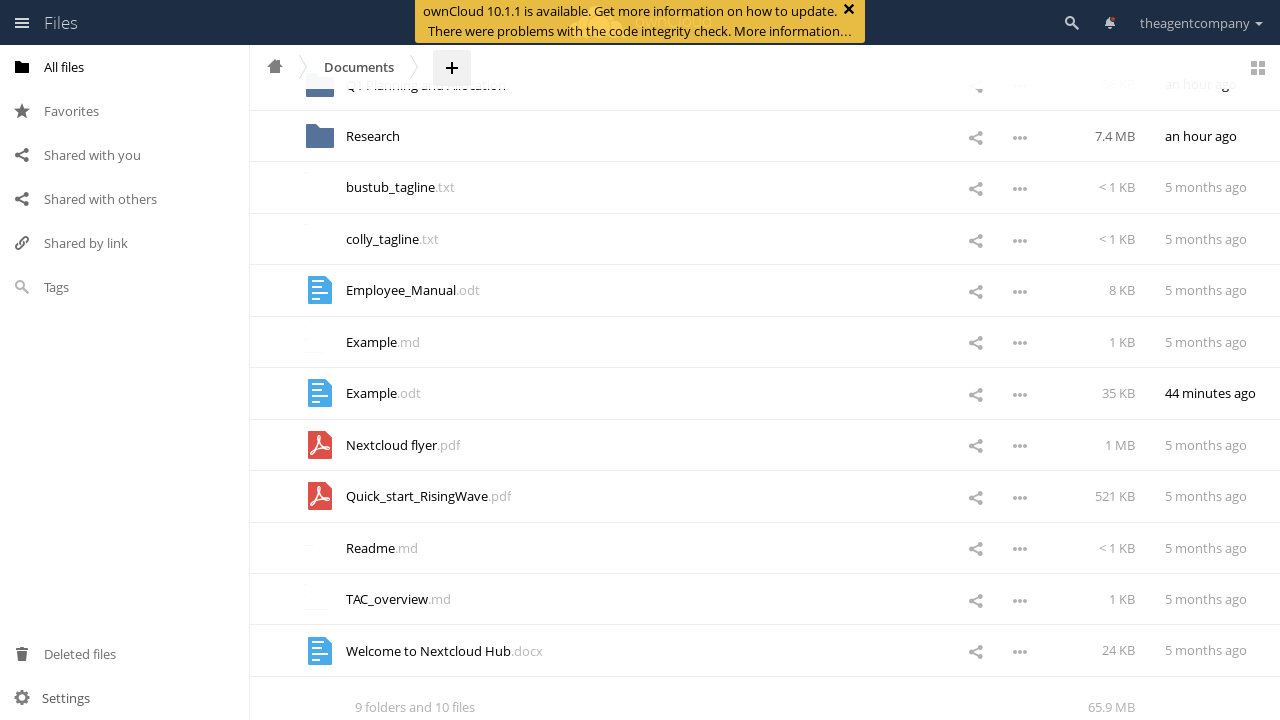 Files
ownCloud 10.1.1 is available. Get more information on how to update.
There were problems with the code integrity check. More information…
theagentcompany
All files
Favorites
Shared with you
Shared with others
Shared by link
Tags
Deleted files
Settings
Documents
Q1 Planning and Allocation an hour ago
Research 7.4 MB an hour ago
bustub_tagline.txt < 1 KB 5 months ago
colly_tagline.txt < 1 KB 5 months ago
Employee_Manual.odt 8 KB 5 months ago
Example.md 1 KB 5 months ago
Example.odt 35 KB 44 minutes ago
Nextcloud flyer.pdf 1 MB 5 months ago
Quick_start_RisingWave.pdf 521 KB 5 months ago
Readme.md < 1 KB 5 months ago
TAC_overview.md 1 KB 5 months ago
Welcome to Nextcloud Hub.docx 24 KB 5 months ago
9 folders and 10 files 65.9 MB